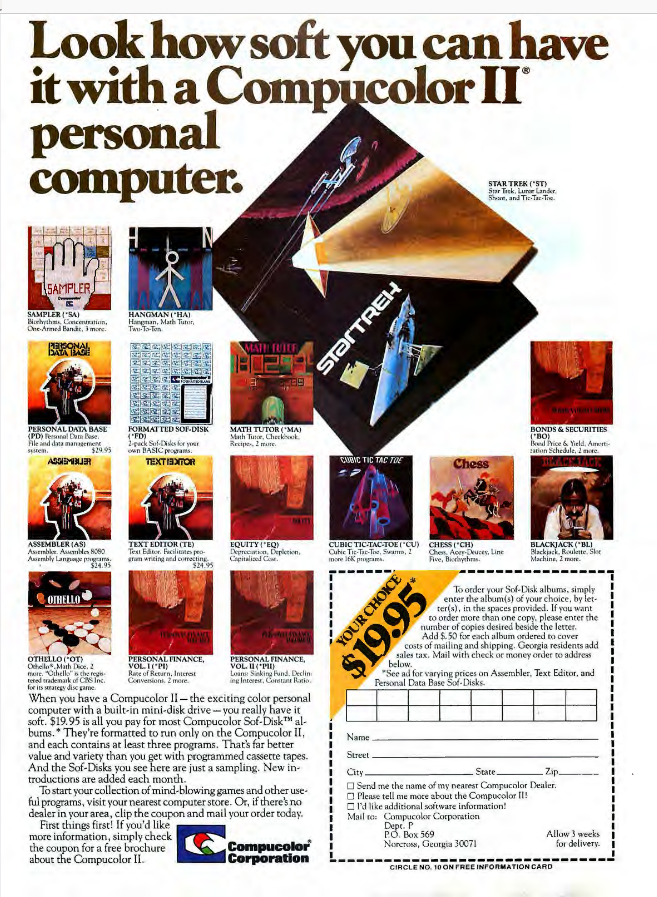 Look how soft you can have
it with a Compucolor II®
personal
computer.
STAR TREK (*ST)
Star Trek, Lunar Lander,
Shoot, and Tic-Tac-Toe.
STARTREK
SAMPLER
SAMPLER (*SA)
Biorhythms, Concentration,
One-Armed Bandit, 3 more.
H N
HANGMAN (*HA)
Hangman, Math Tutor,
Two-To-Ten.
PERSONAL
DATA BASE
PERSONAL DATA BASE
(PD) Personal Data Base,
File and data management
system. $29.95
FORMATTED SOF-DISK
(*FD)
2-pack Sof-Disks for your
own BASIC programs.
MATH TUTOR
MATH TUTOR (*MA)
Math Tutor, Checkbook,
Recipes, 2 more.
BONDS & SECURITIES
(*BO)
Bond Price & Yield, Amorti-
zation Schedule, 2 more.
ASSEMBLER
ASSEMBLER (AS)
Assembler. Assembles 8080
Assembly Language programs.
$24.95
TEXT EDITOR
TEXT EDITOR (TE)
Text Editor. Facilitates pro-
gram writing and correcting.
$24.95
EQUITY (*EQ)
Depreciation, Depletion,
Capitalized Cost.
CUBIC TIC TAC TOE
CUBIC TIC-TAC-TOE (*CU)
Cubic Tic-Tac-Toe, Swarms, 2
more 16K programs.
Chess
CHESS (*CH)
Chess, Acey-Deucey, Line
Five, Biorhythms.
BLACKJACK
BLACKJACK (*BL)
Blackjack, Roulette, Slot
Machine, 2 more.
OTHELLO
OTHELLO (*OT)
Othello®, Math Dice, 2
more. "Othello" is the regis-
tered trademark of CBS Inc.
for its strategy disc game.
PERSONAL FINANCE,
VOL. I (*PI)
Rate of Return, Interest
Conversions, 2 more.
PERSONAL FINANCE,
VOL. II (*PII)
Loans: Sinking Fund, Declin-
ing Interest, Constant Ratio.
When you have a Compucolor II—the exciting color personal
computer with a built-in mini-disk drive—you really have it
soft. $19.95 is all you pay for most Compucolor Sof-Disk™ al-
bums.* They're formatted to run only on the Compucolor II,
and each contains at least three programs. That's far better
value and variety than you get with programmed cassette tapes.
And the Sof-Disks you see here are just a sampling. New in-
troductions are added each month.
To start your collection of mind-blowing games and other use-
ful programs, visit your nearest computer store. Or, if there's no
dealer in your area, clip the coupon and mail your order today.
First things first! If you'd like
more information, simply check
the coupon for a free brochure
about the Compucolor II.
Compucolor®
Corporation
YOUR CHOICE
$19.95*
To order your Sof-Disk albums, simply
enter the album(s) of your choice, by let-
ter(s), in the spaces provided. If you want
to order more than one copy, please enter the
number of copies desired beside the letter.
Add $.50 for each album ordered to cover
costs of mailing and shipping. Georgia residents add
sales tax. Mail with check or money order to address
below.
*See ad for varying prices on Assembler, Text Editor, and
Personal Data Base Sof-Disks.
Name
Street
City State Zip
□ Send me the name of my nearest Compucolor Dealer.
□ Please tell me more about the Compucolor II!
□ I'd like additional software information!
Mail to: Compucolor Corporation
Dept. P
P.O. Box 569 Allow 3 weeks
Norcross, Georgia 30071 for delivery.
CIRCLE NO. 10 ON FREE INFORMATION CARD